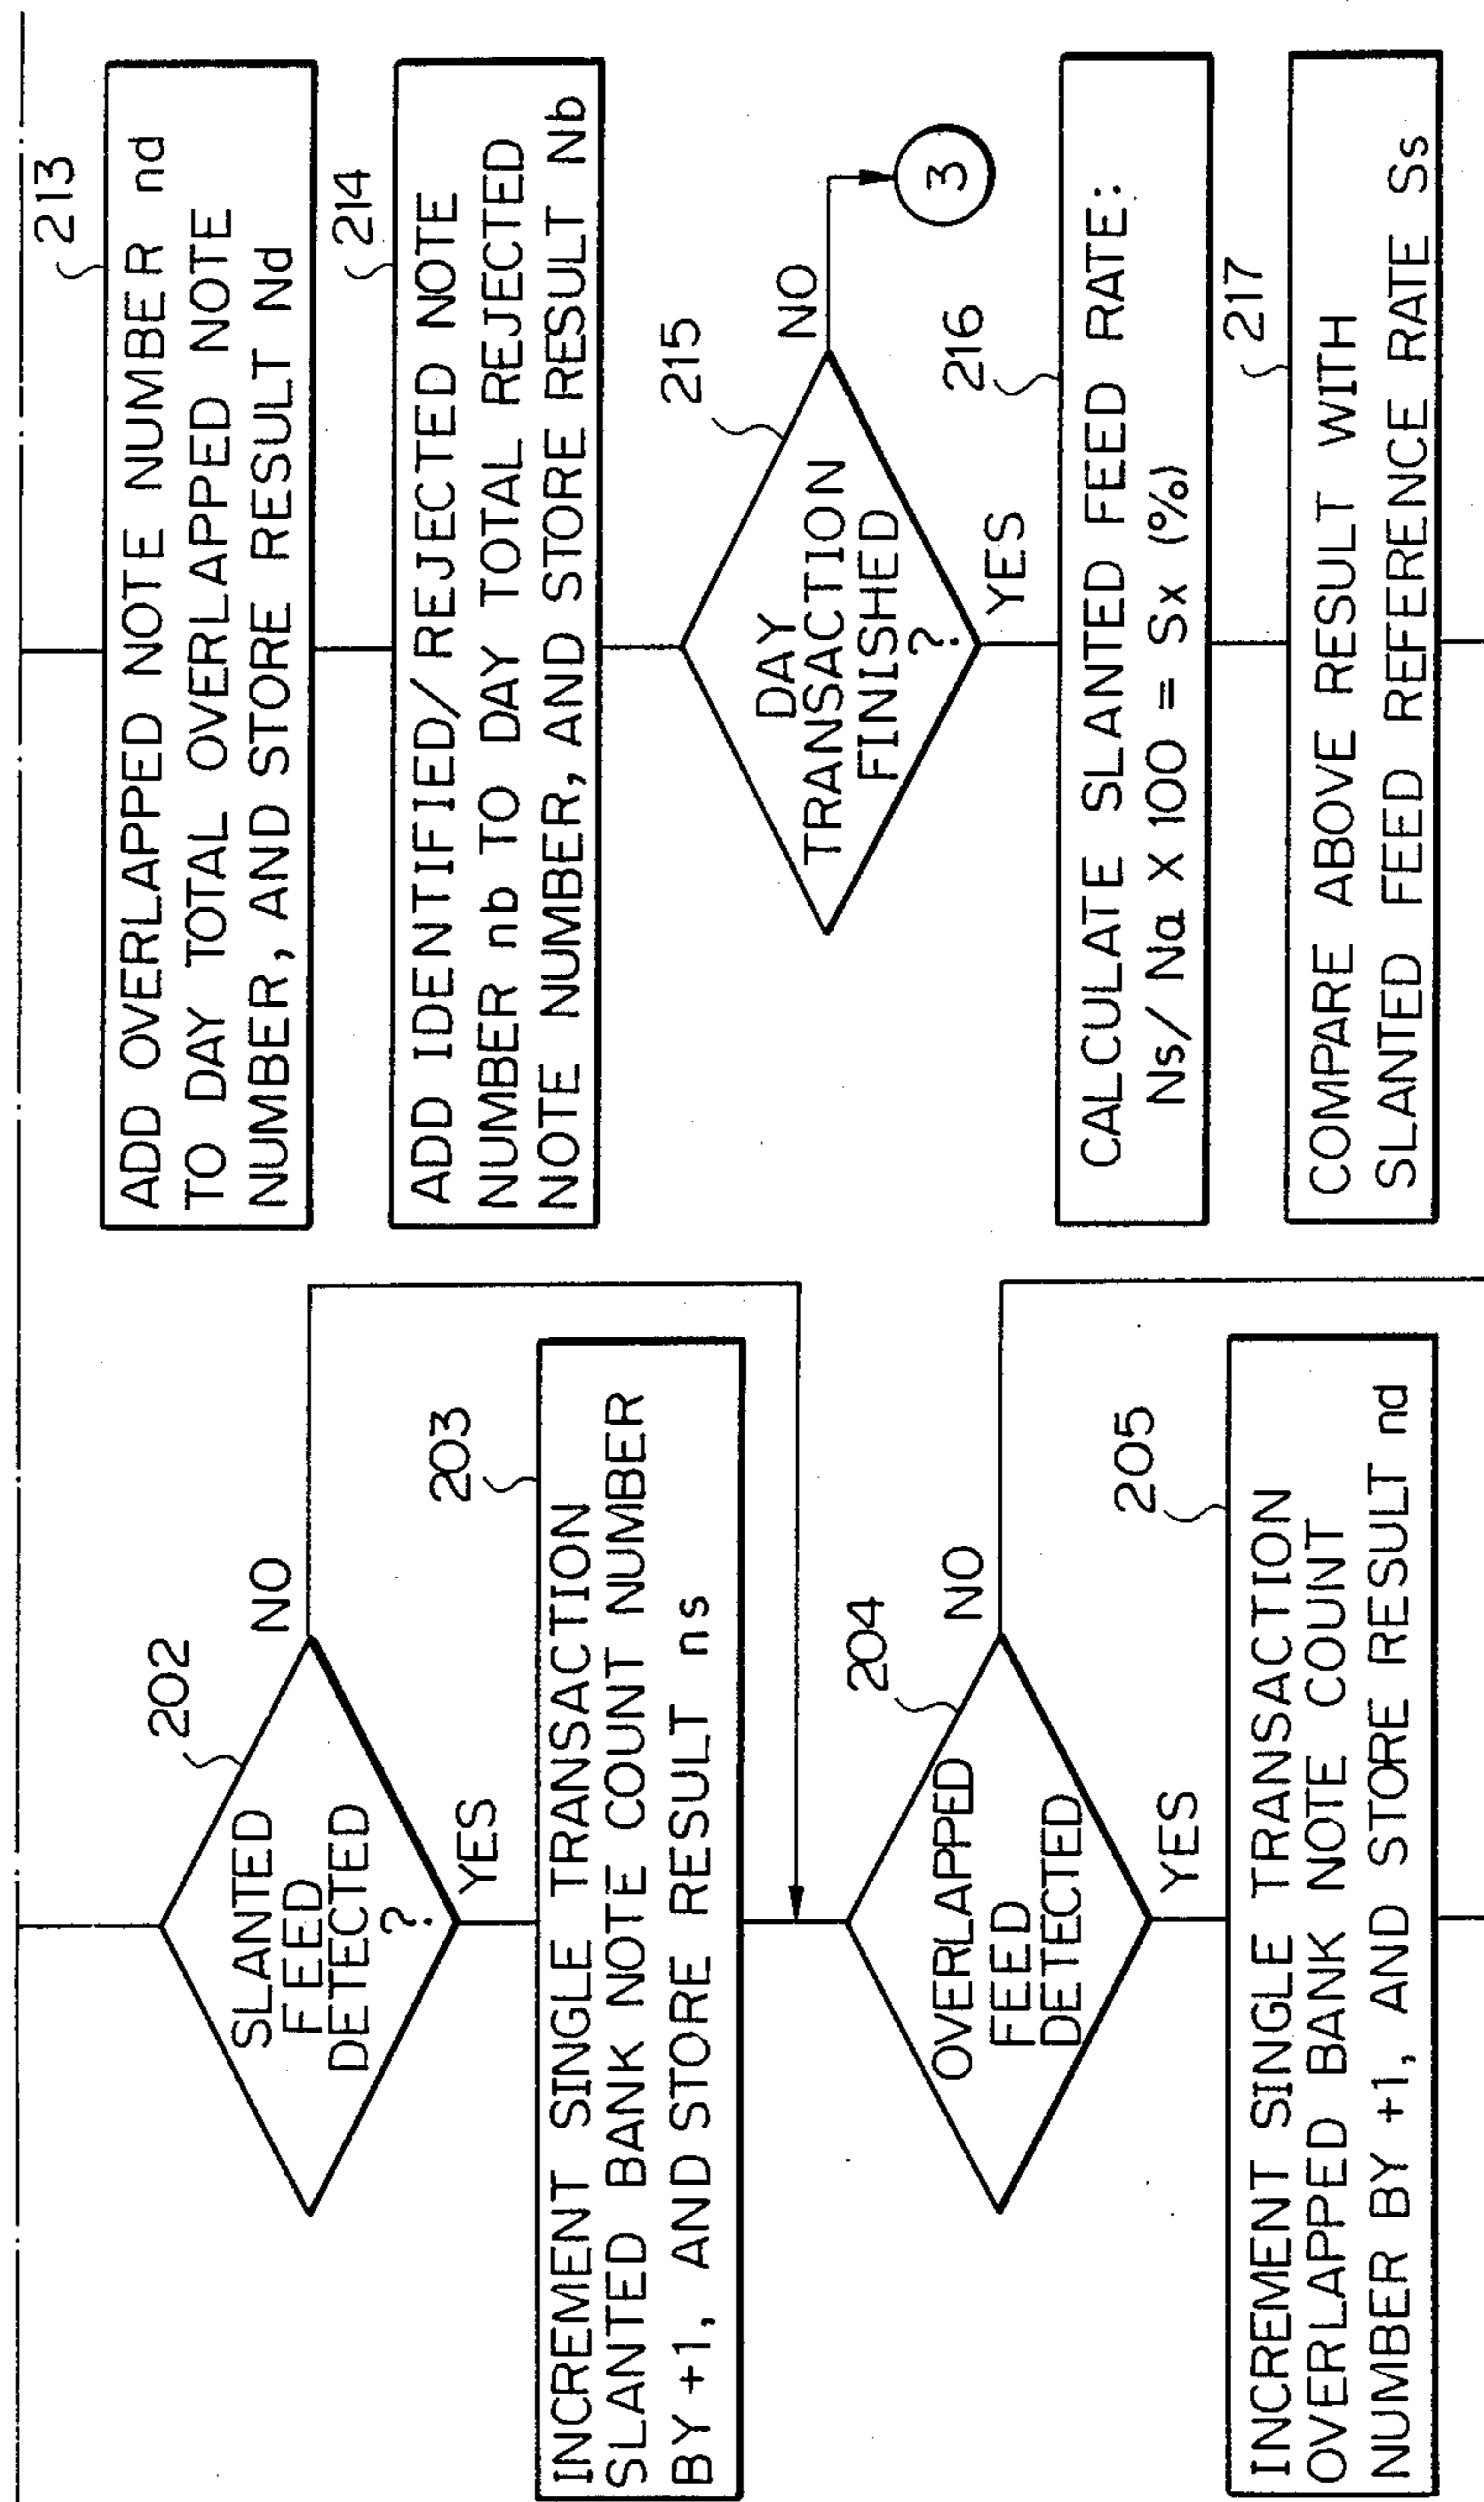 202
SLANTED
FEED
DETECTED
?
NO
YES
203
INCREMENT SINGLE TRANSACTION
SLANTED BANK NOTE COUNT NUMBER
BY +1, AND STORE RESULT ns
204
OVERLAPPED
FEED
DETECTED
NO
YES
205
INCREMENT SINGLE TRANSACTION
OVERLAPPED BANK NOTE COUNT
NUMBER BY +1, AND STORE RESULT nd
213
ADD OVERLAPPED NOTE NUMBER nd
TO DAY TOTAL OVERLAPPED NOTE
NUMBER, AND STORE RESULT Nd
214
ADD IDENTIFIED/REJECTED NOTE
NUMBER nb TO DAY TOTAL REJECTED
NOTE NUMBER, AND STORE RESULT Nb
215
DAY
TRANSACTION
FINISHED
?
NO
3
YES
216
CALCULATE SLANTED FEED RATE:
Ns/Na x 100 = Sx (%)
217
COMPARE ABOVE RESULT WITH
SLANTED FEED REFERENCE RATE Ss